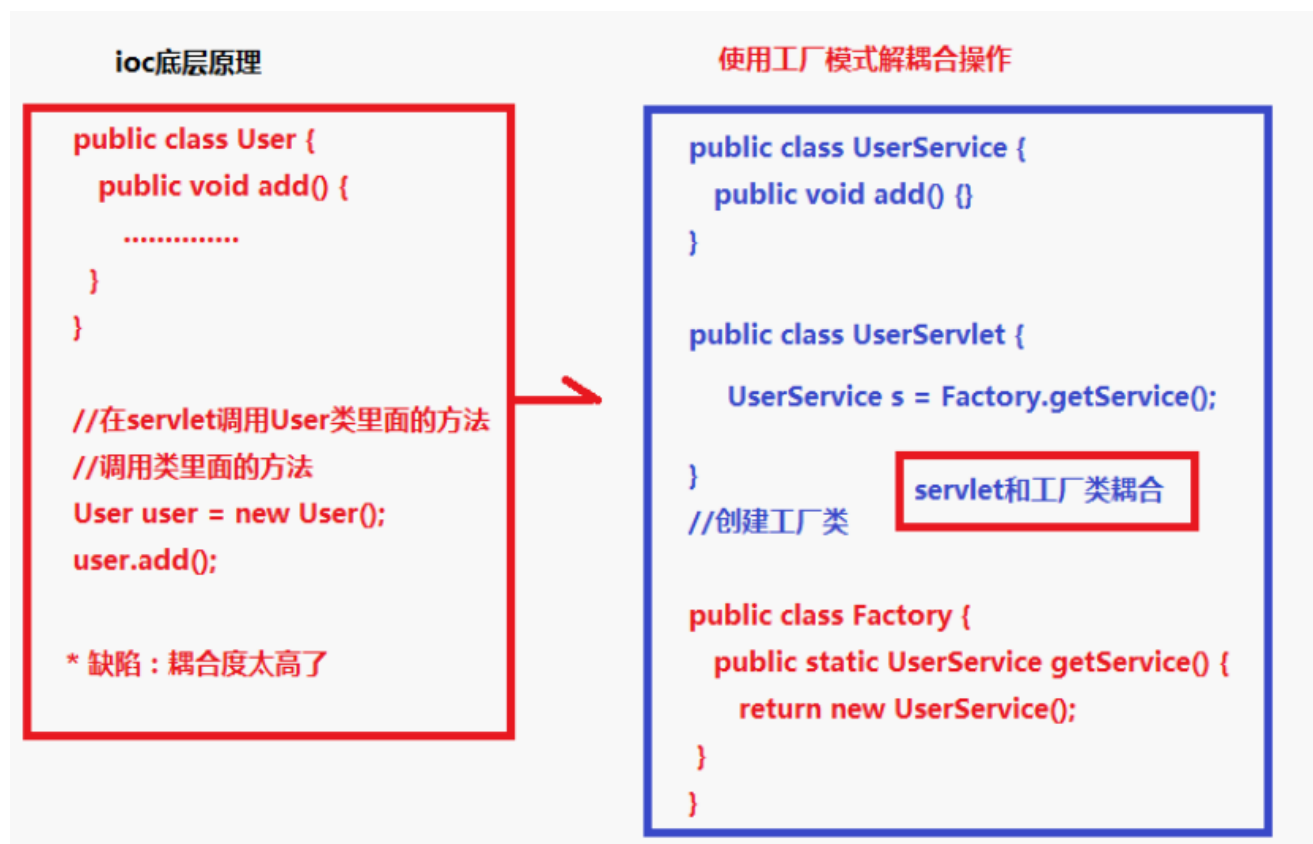 ioc底层原理
public class User {
public void add() {
..............
}
}
//在servlet调用User类里面的方法
//调用类里面的方法
User user = new User();
user.add();
* 缺陷：耦合度太高了
使用工厂模式解耦合操作
public class UserService {
public void add() {}
}
public class UserServlet {
UserService s = Factory.getService();
}
servlet和工厂类耦合
//创建工厂类
public class Factory {
public static UserService getService() {
return new UserService();
}
}